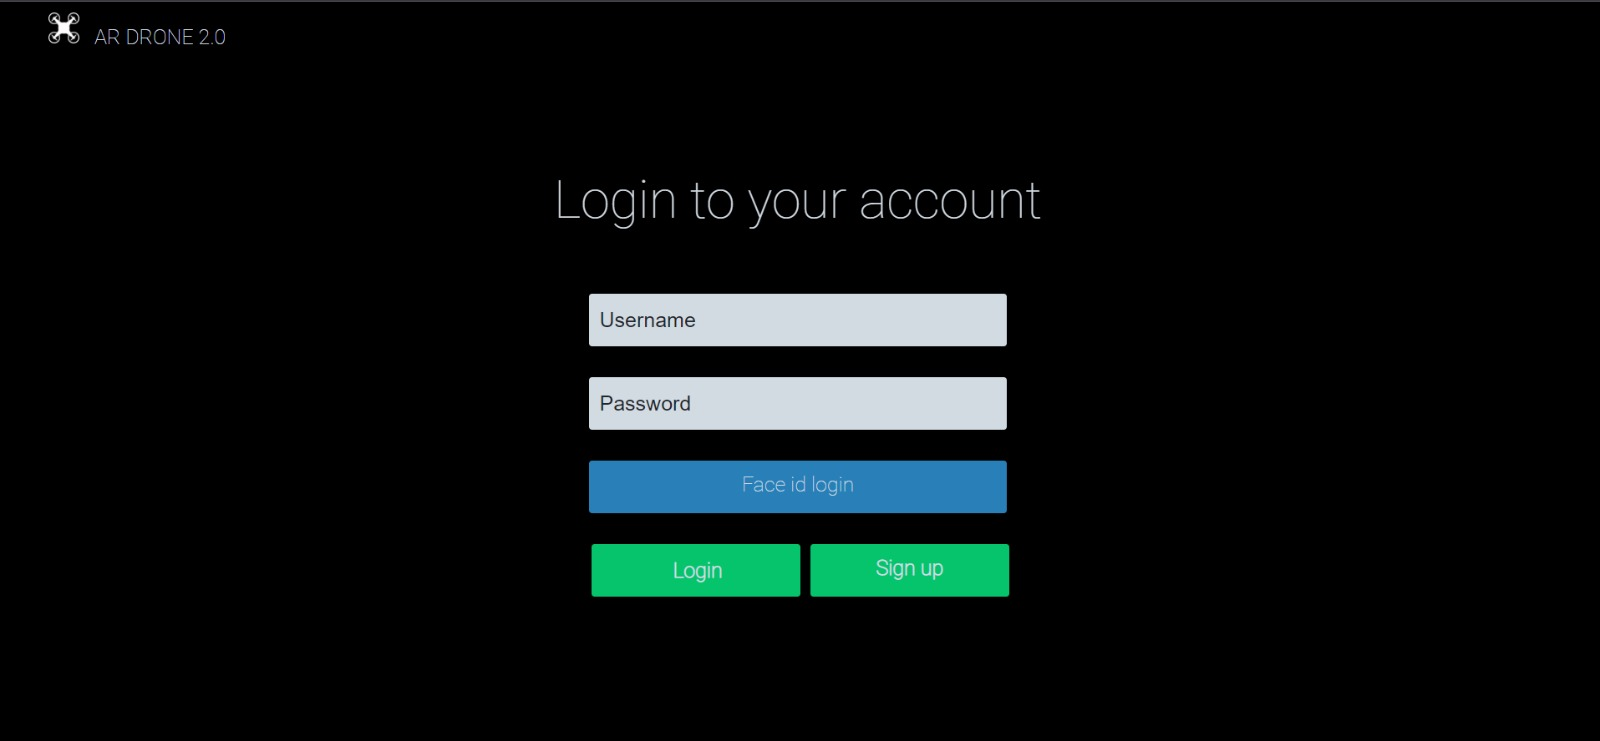 AR DRONE 2.0
Login to your account
Username
Password
Face id login
Login
Sign up